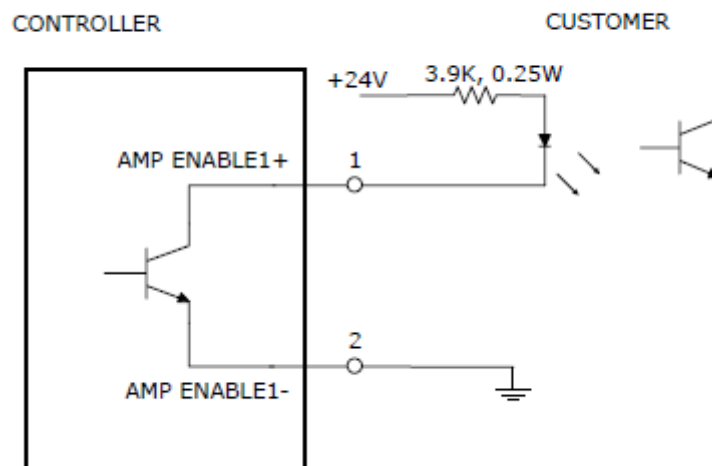 CONTROLLER
CUSTOMER
+24V
3.9K, 0.25W
AMP ENABLE1+
1
2
AMP ENABLE1-